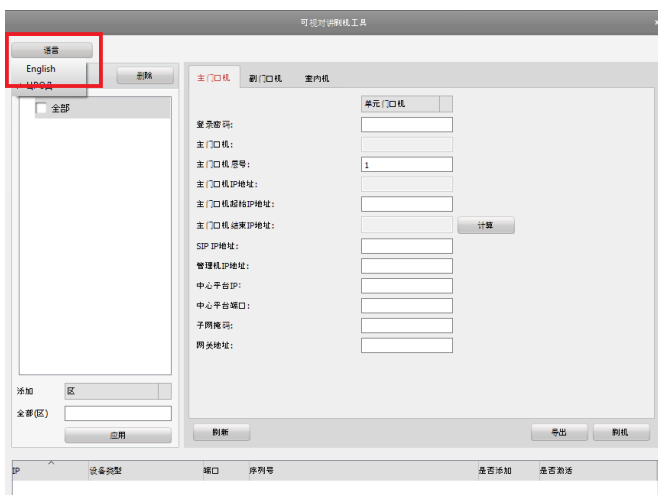 可视对讲刷机工具
语言
English
删除
全部
主门口机 副门口机 室内机
单元门口机
登录密码:
主门口机:
主门口机层号: 1
主门口机IP地址:
主门口机起始IP地址:
主门口机结束IP地址: 计算
SIP IP地址:
管理机IP地址:
中心平台IP:
中心平台端口:
子网掩码:
网关地址:
添加 区
全部(区)
应用 刷新 导出 刷机
IP 设备类型 端口 序列号 是否添加 是否激活